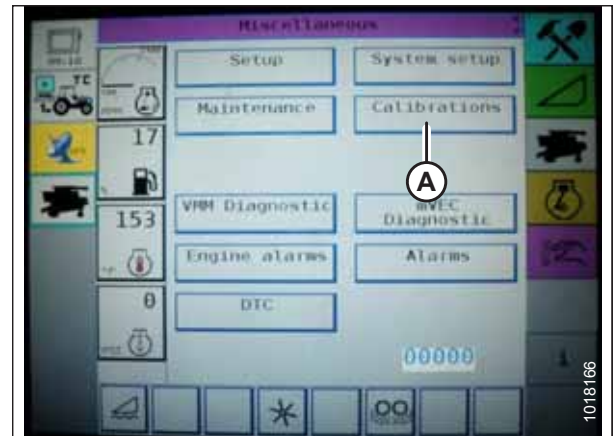 Miscellaneous
Setup
System setup
TC
Maintenance
Calibrations
17
A
VMM Diagnostic
mVEC
Diagnostic
153
Engine alarms
Alarms
0
DTC
00000
i
1018166